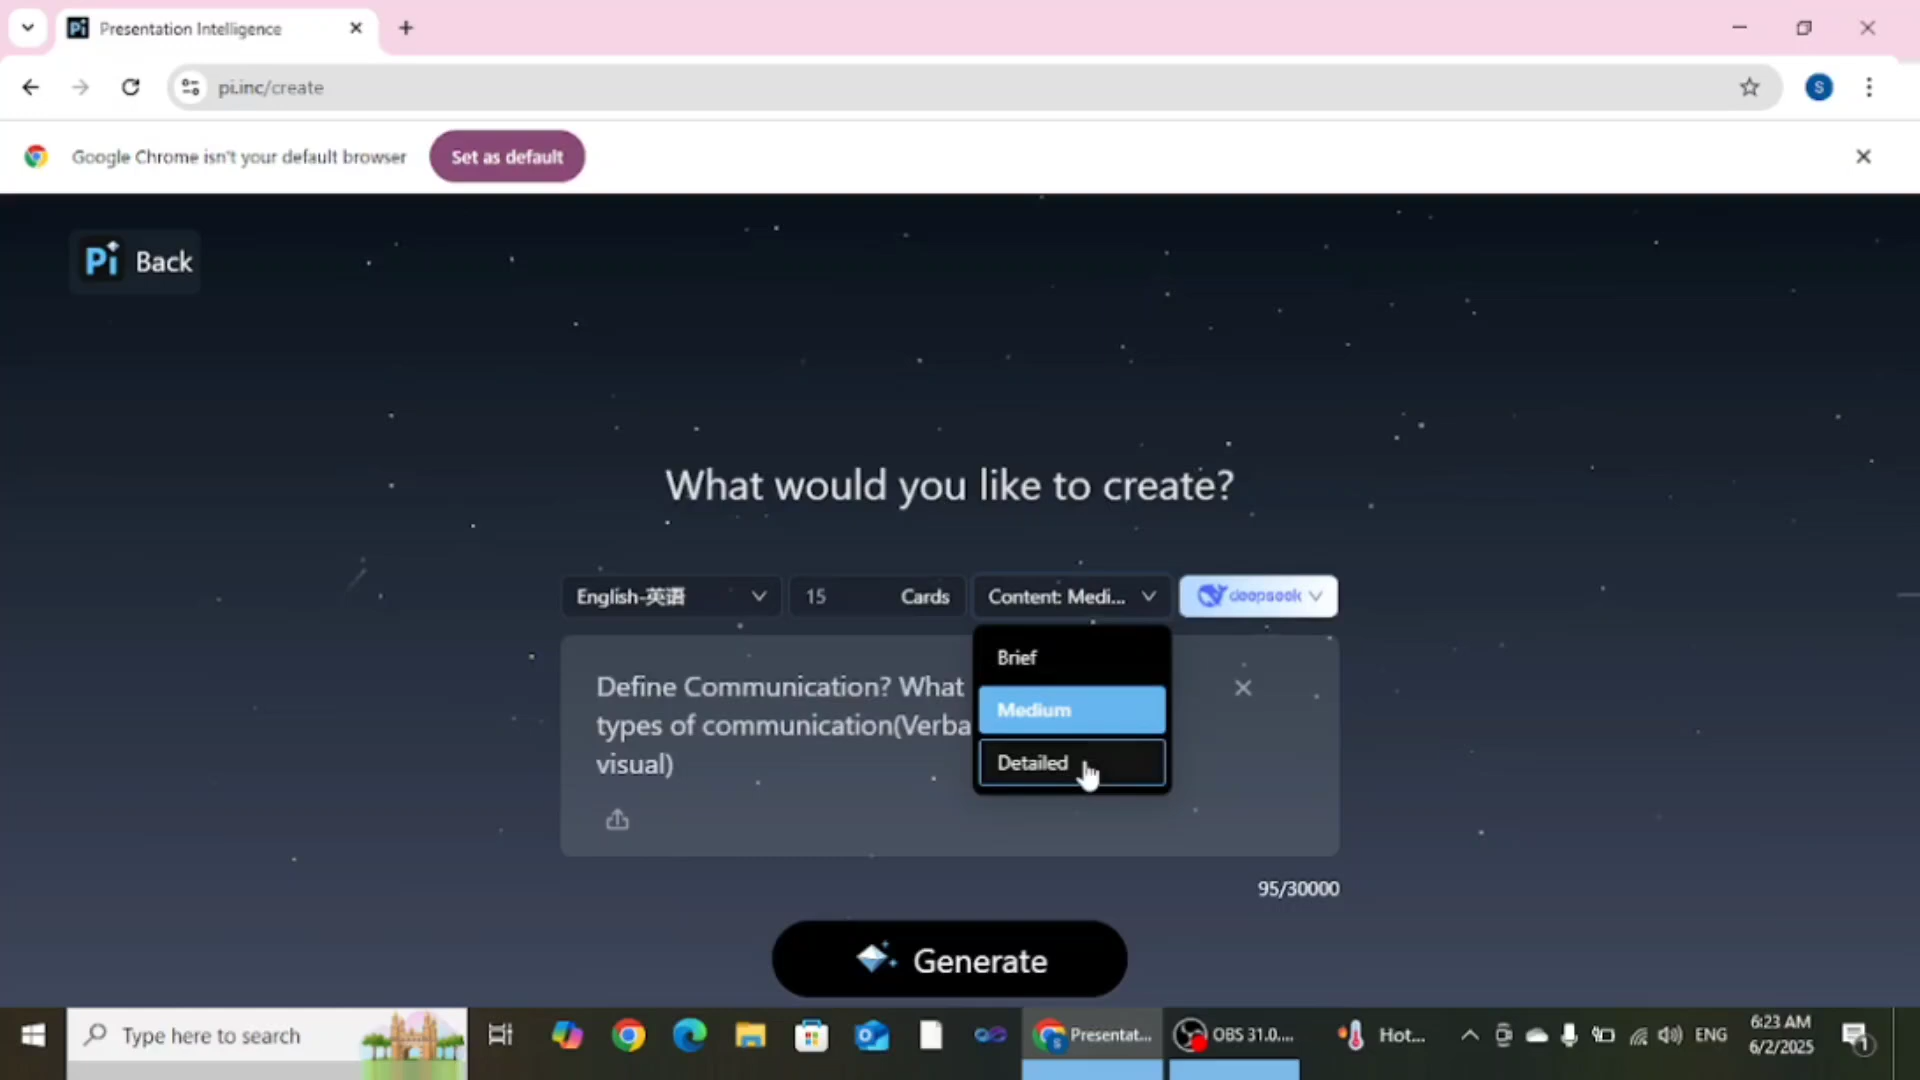 Presentation Intelligence
pi.inc/create
S
Google Chrome isn't your default browser
Set as default
Pi Back
What would you like to create?
English-英语
15 Cards
Content: Medi...
deepseek
Brief
Medium
Detailed
Define Communication? What
types of communication(Verba
visual)
95/30000
Generate
Type here to search
Presentat...
OBS 31.0....
Hot...
ENG
6:23 AM
6/2/2025
1